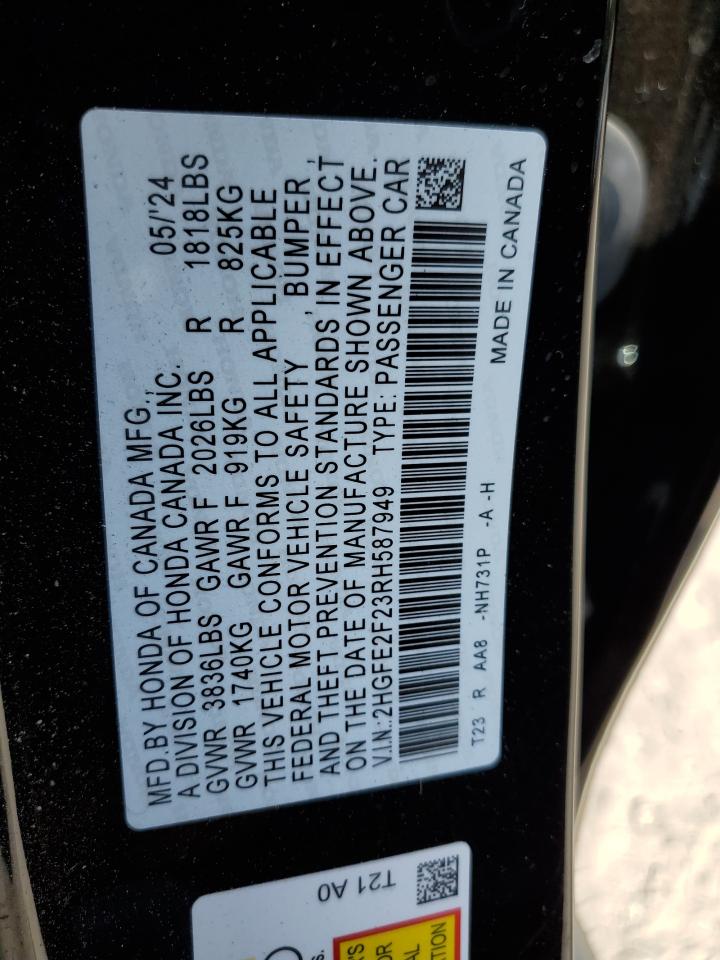 MFD.BY HONDA OF CANADA MFG., 05/'24
A DIVISION OF HONDA CANADA INC.
GVWR 3836LBS GAWR F 2026LBS R 1818LBS
GVWR 1740KG GAWR F 919KG R 825KG
THIS VEHICLE CONFORMS TO ALL APPLICABLE
FEDERAL MOTOR VEHICLE SAFETY , BUMPER ,
AND THEFT PREVENTION STANDARDS IN EFFECT
ON THE DATE OF MANUFACTURE SHOWN ABOVE.
V.I.N.:2HGFE2F23RH587949 TYPE: PASSENGER CAR
T23 R AA8 -NH731P -A -H MADE IN CANADA
T21 A0